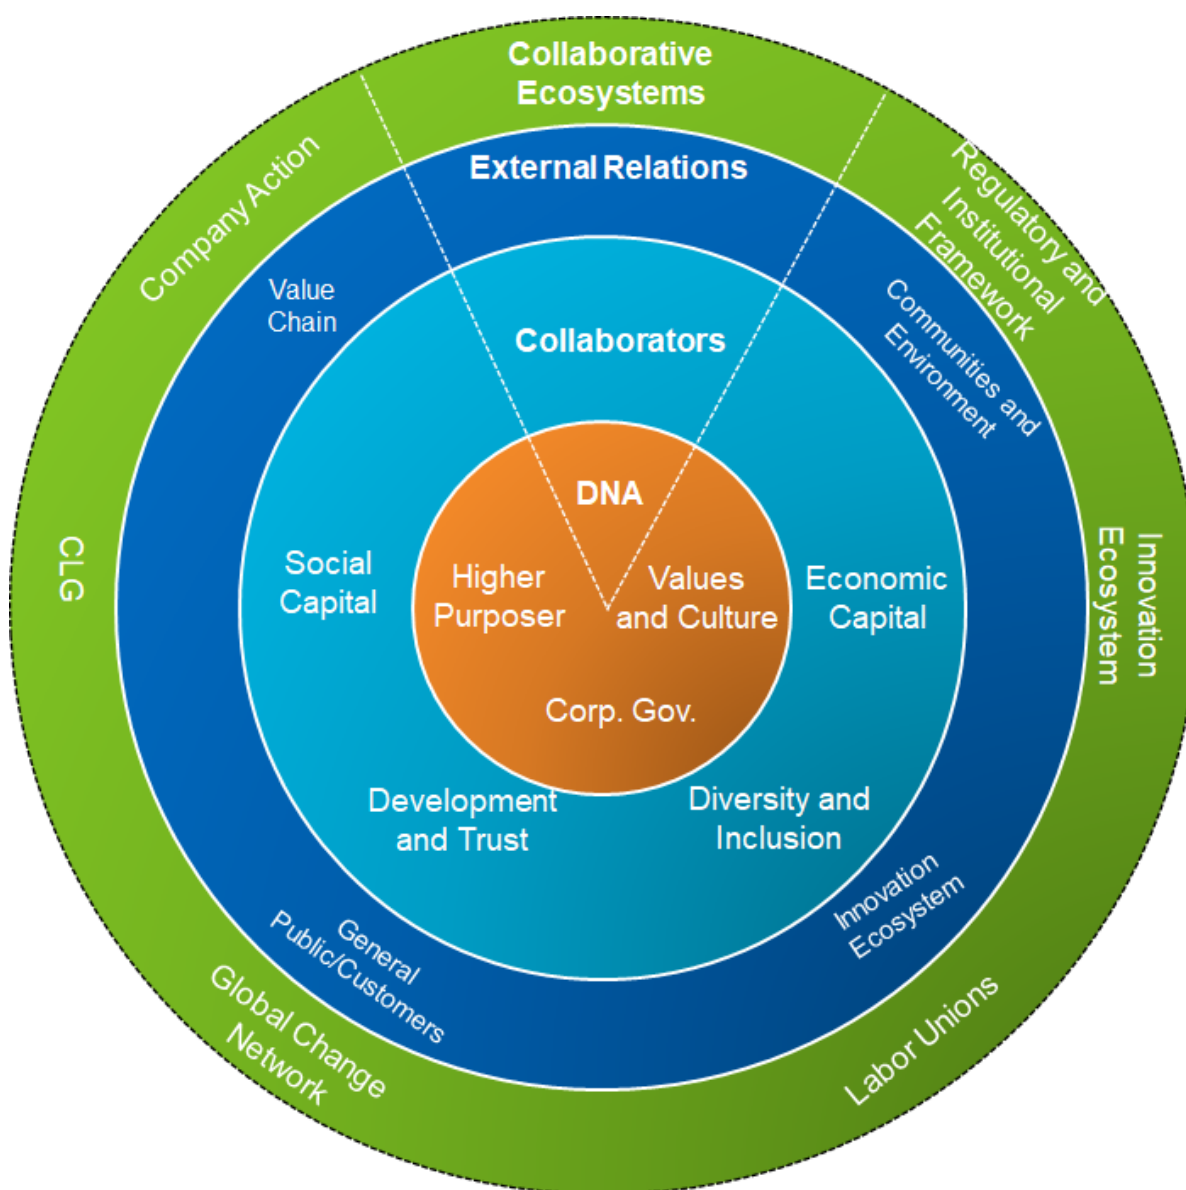 Collaborative
Ecosystems
External Relations
Collaborators
DNA
Company Action
Regulatory and
Institutional
Framework
Value
Chain
Communities and
Environment
CLG
Innovation
Ecosystem
Social
Capital
Higher
Purposer
Values
and Culture
Economic
Capital
Corp. Gov.
Development
and Trust
Diversity and
Inclusion
General
Public/Customers
Innovation
Ecosystem
Global Change
Network
Labor Unions